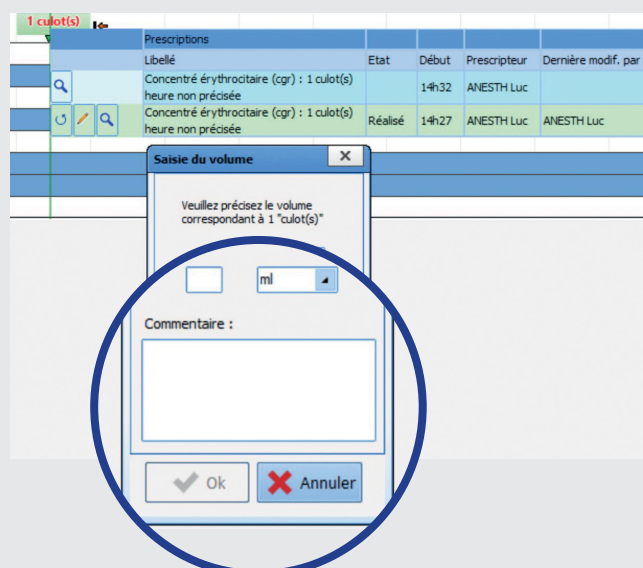 1 culot(s)
Prescriptions
Libellé Etat Début Prescripteur Dernière modif. par
Concentré érythrocitaire (cgr) : 1 culot(s)
heure non précisée 14h32 ANESTH Luc
Concentré érythrocitaire (cgr) : 1 culot(s)
heure non précisée Réalisé 14h27 ANESTH Luc ANESTH Luc
Saisie du volume
Veuillez précisez le volume
correspondant à 1 "culot(s)"
ml
Commentaire :
Ok Annuler